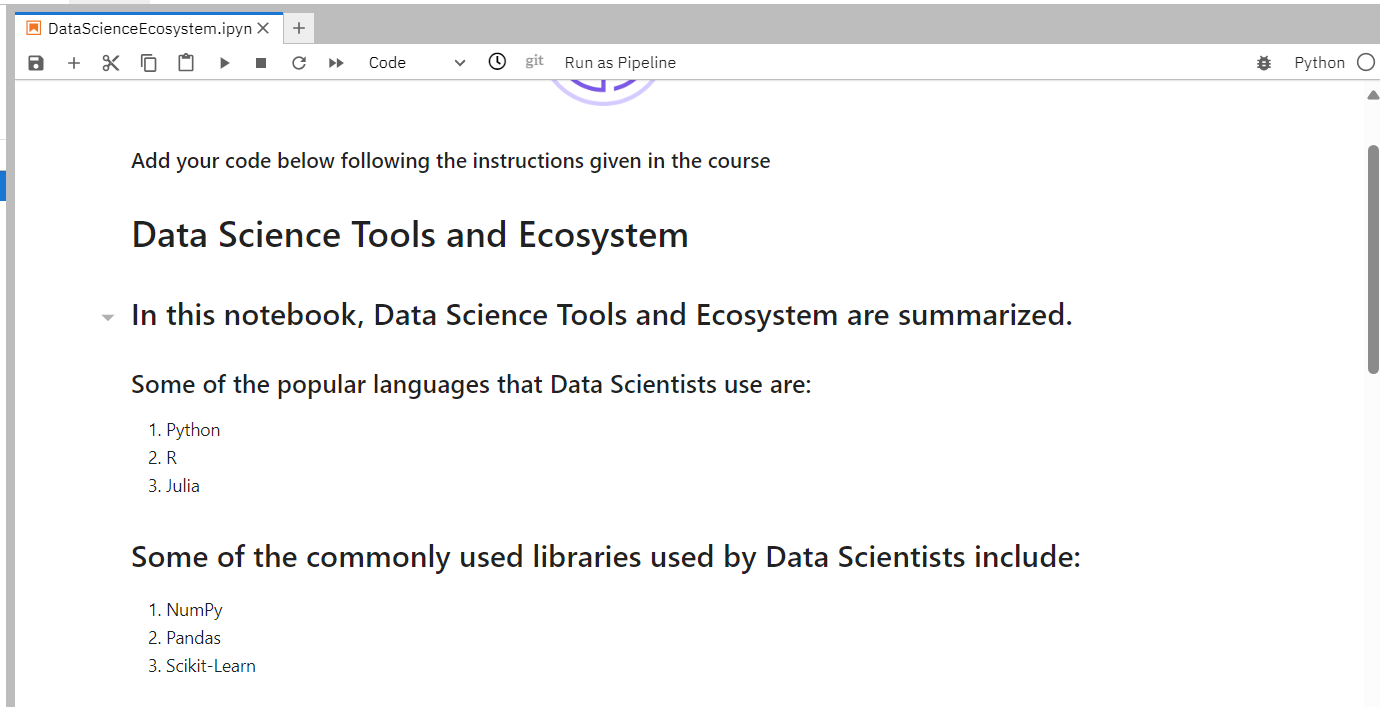 DataScienceEcosystem.ipyn
Code git Run as Pipeline Python
Add your code below following the instructions given in the course
Data Science Tools and Ecosystem
In this notebook, Data Science Tools and Ecosystem are summarized.
Some of the popular languages that Data Scientists use are:
1. Python
2. R
3. Julia
Some of the commonly used libraries used by Data Scientists include:
1. NumPy
2. Pandas
3. Scikit-Learn